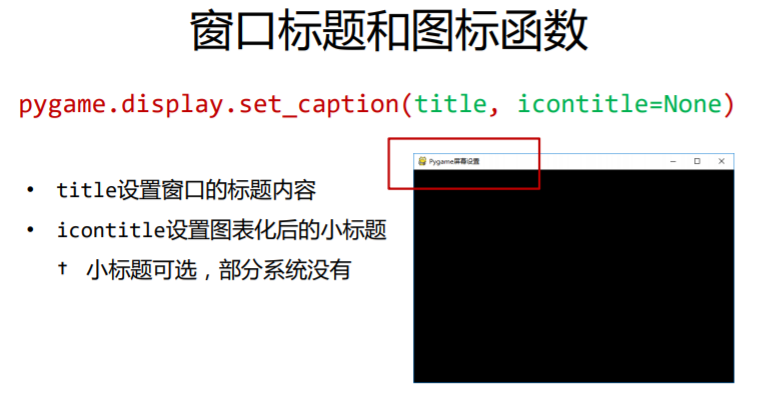 窗口标题和图标函数
pygame.display.set_caption(title, icontitle=None)
Pygame屏幕设置
• title设置窗口的标题内容
• icontitle设置图表化后的小标题
† 小标题可选，部分系统没有